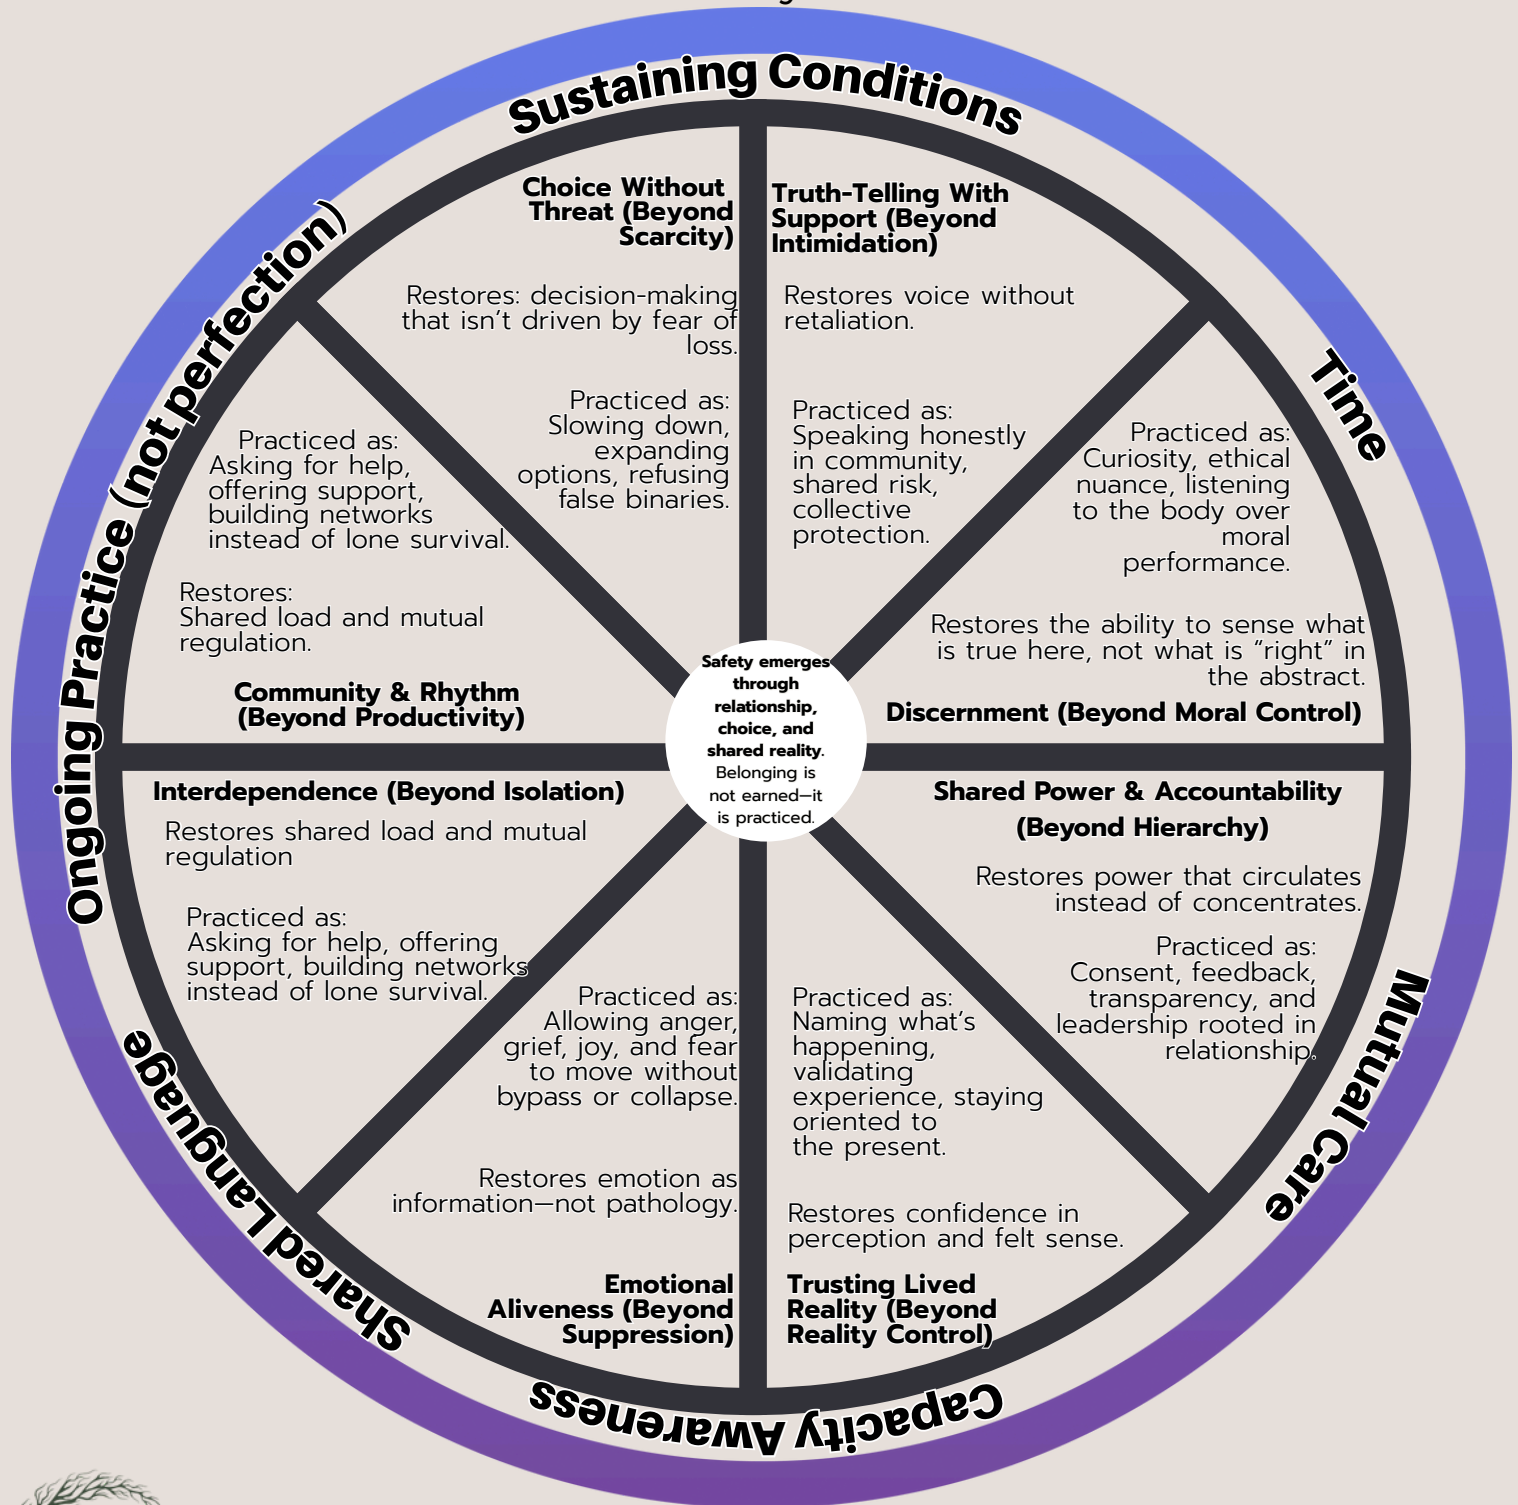 Sustaining Conditions
Time
Mutual Care
Capacity Awareness
Shared Language
Ongoing Practice (not perfection)
Choice Without
Threat (Beyond
Scarcity)
Restores: decision-making
that isn’t driven by fear of
loss.
Practiced as:
Slowing down,
expanding
options, refusing
false binaries.
Truth-Telling With
Support (Beyond
Intimidation)
Restores voice without
retaliation.
Practiced as:
Speaking honestly
in community,
shared risk,
collective
protection.
Practiced as:
Curiosity, ethical
nuance, listening
to the body over
moral
performance.
Restores the ability to sense what
is true here, not what is “right” in
the abstract.
Discernment (Beyond Moral Control)
Shared Power & Accountability
(Beyond Hierarchy)
Restores power that circulates
instead of concentrates.
Practiced as:
Consent, feedback,
transparency, and
leadership rooted in
relationship.
Practiced as:
Naming what’s
happening,
validating
experience, staying
oriented to
the present.
Restores confidence in
perception and felt sense.
Trusting Lived
Reality (Beyond
Reality Control)
Practiced as:
Allowing anger,
grief, joy, and fear
to move without
bypass or collapse.
Restores emotion as
information—not pathology.
Emotional
Aliveness (Beyond
Suppression)
Interdependence (Beyond Isolation)
Restores shared load and mutual
regulation
Practiced as:
Asking for help, offering
support, building networks
instead of lone survival.
Practiced as:
Asking for help,
offering support,
building networks
instead of lone survival.
Restores:
Shared load and mutual
regulation.
Community & Rhythm
(Beyond Productivity)
Safety emerges
through
relationship,
choice, and
shared reality.
Belonging is
not earned—it
is practiced.